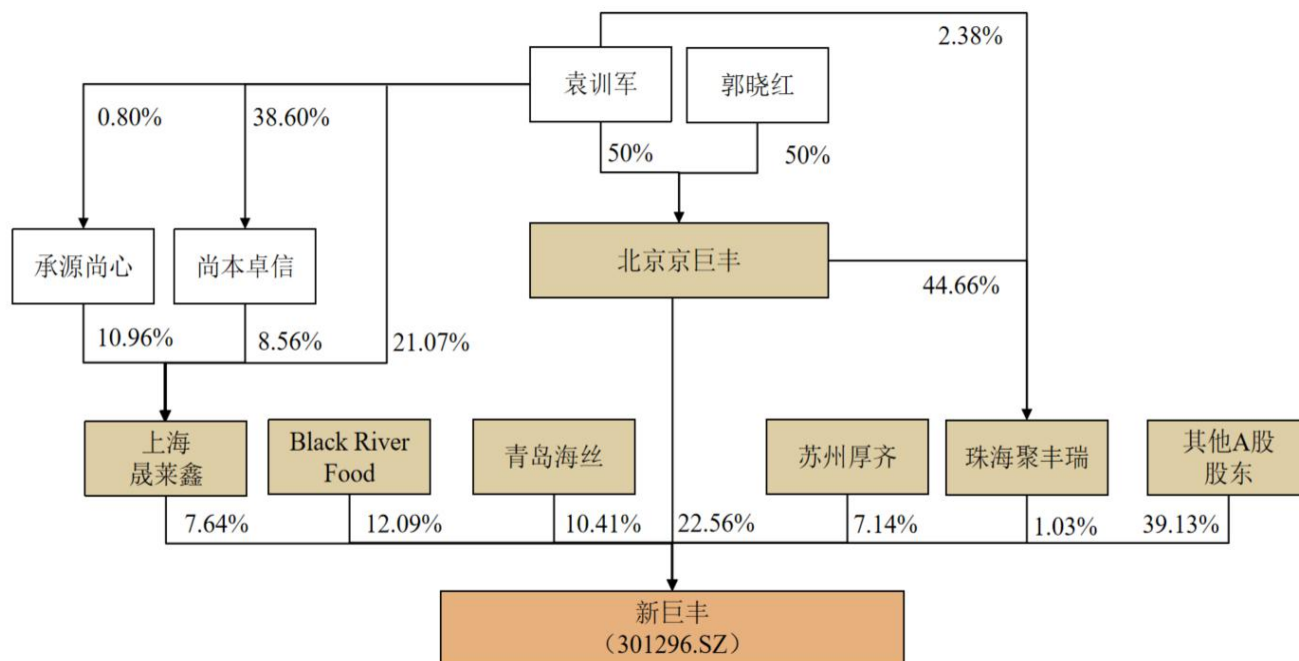 2.38%
袁训军
郭晓红
0.80%
38.60%
50%
50%
承源尚心
尚本卓信
北京京巨丰
44.66%
10.96%
8.56%
21.07%
上海
晟莱鑫
Black River
Food
青岛海丝
苏州厚齐
珠海聚丰瑞
其他A股
股东
7.64%
12.09%
10.41%
22.56%
7.14%
1.03%
39.13%
新巨丰
（301296.SZ）